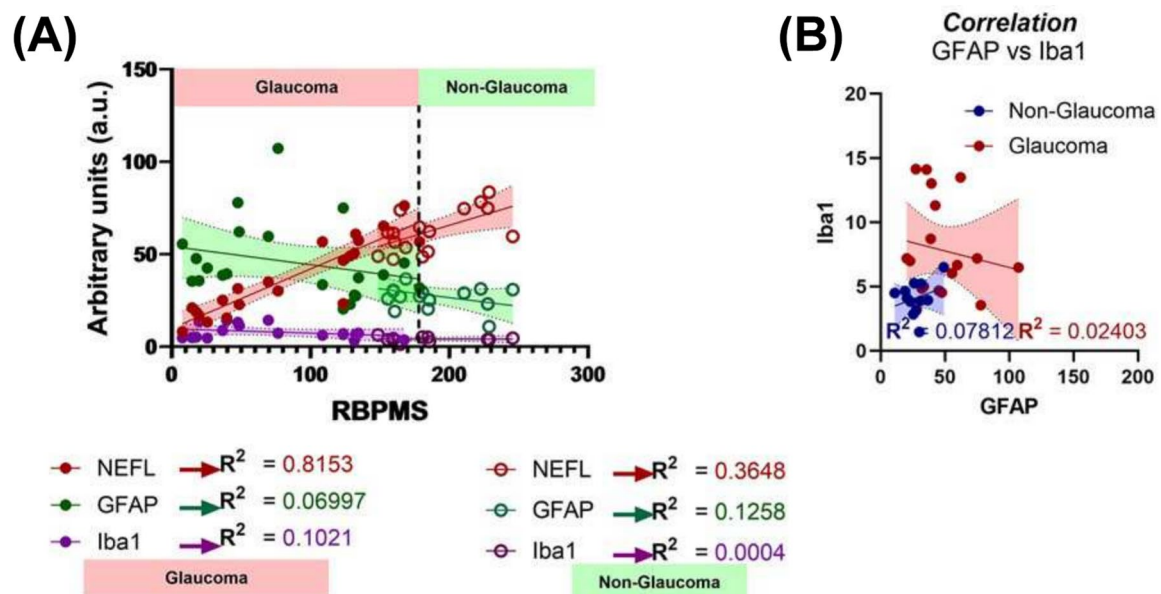 (A)
150
100
50
0
Arbitrary units (a.u.)
Glaucoma
Non-Glaucoma
0
100
200
300
RBPMS
NEFL R² = 0.8153
GFAP R² = 0.06997
Iba1 R² = 0.1021
Glaucoma
NEFL R² = 0.3648
GFAP R² = 0.1258
Iba1 R² = 0.0004
Non-Glaucoma
(B)
Correlation
GFAP vs Iba1
20
15
10
5
0
Iba1
Non-Glaucoma
Glaucoma
R² = 0.07812
R² = 0.02403
0
50
100
150
200
GFAP